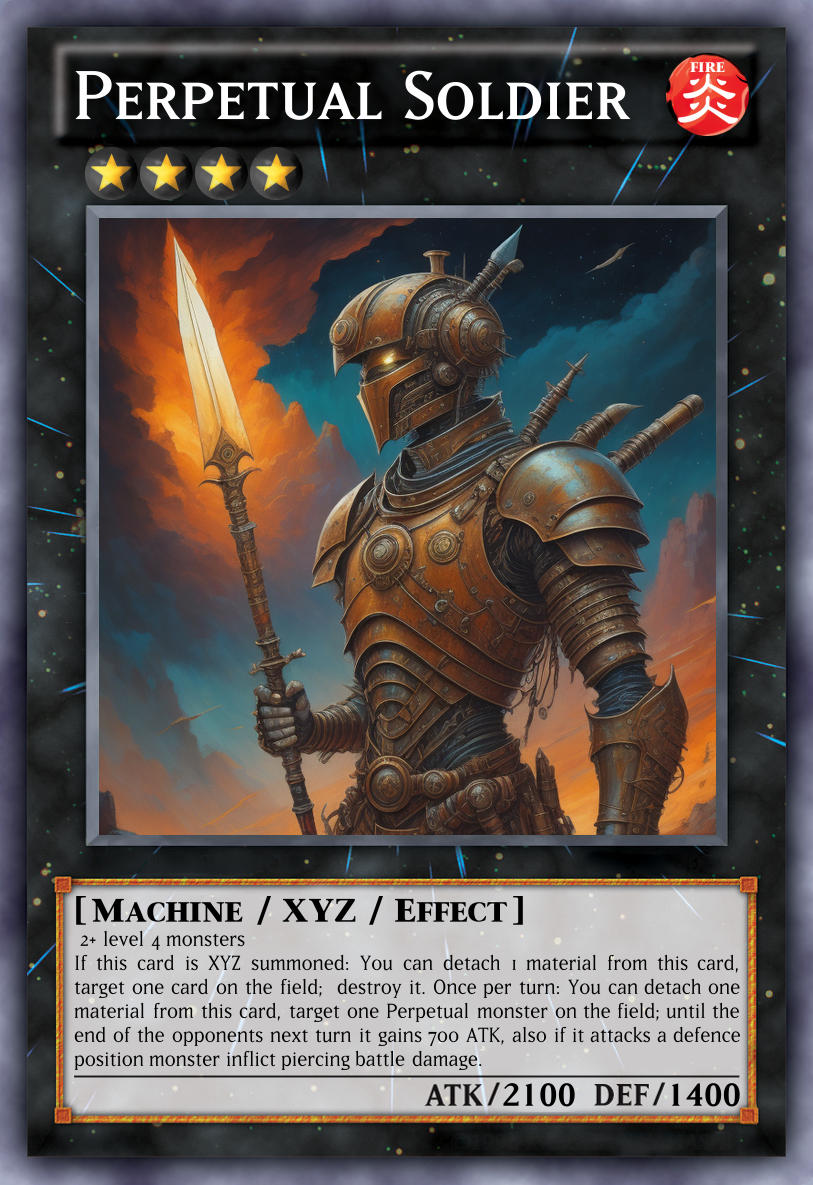 Perpetual Soldier
FIRE
炎
[ Machine / XYZ / Effect ]
2+ level 4 monsters
If this card is XYZ summoned: You can detach 1 material from this card,
target one card on the field; destroy it. Once per turn: You can detach one
material from this card, target one Perpetual monster on the field; until the
end of the opponents next turn it gains 700 ATK, also if it attacks a defence
position monster inflict piercing battle damage.
ATK/2100 DEF/1400